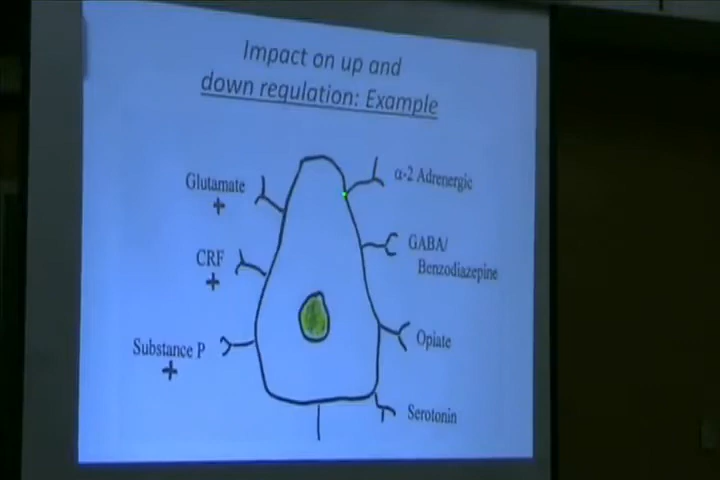 Impact on up and
down regulation: Example
Glutamate
+
α-2 Adrenergic
CRF
+
GABA/
Benzodiazepine
Substance P
+
Opiate
Serotonin